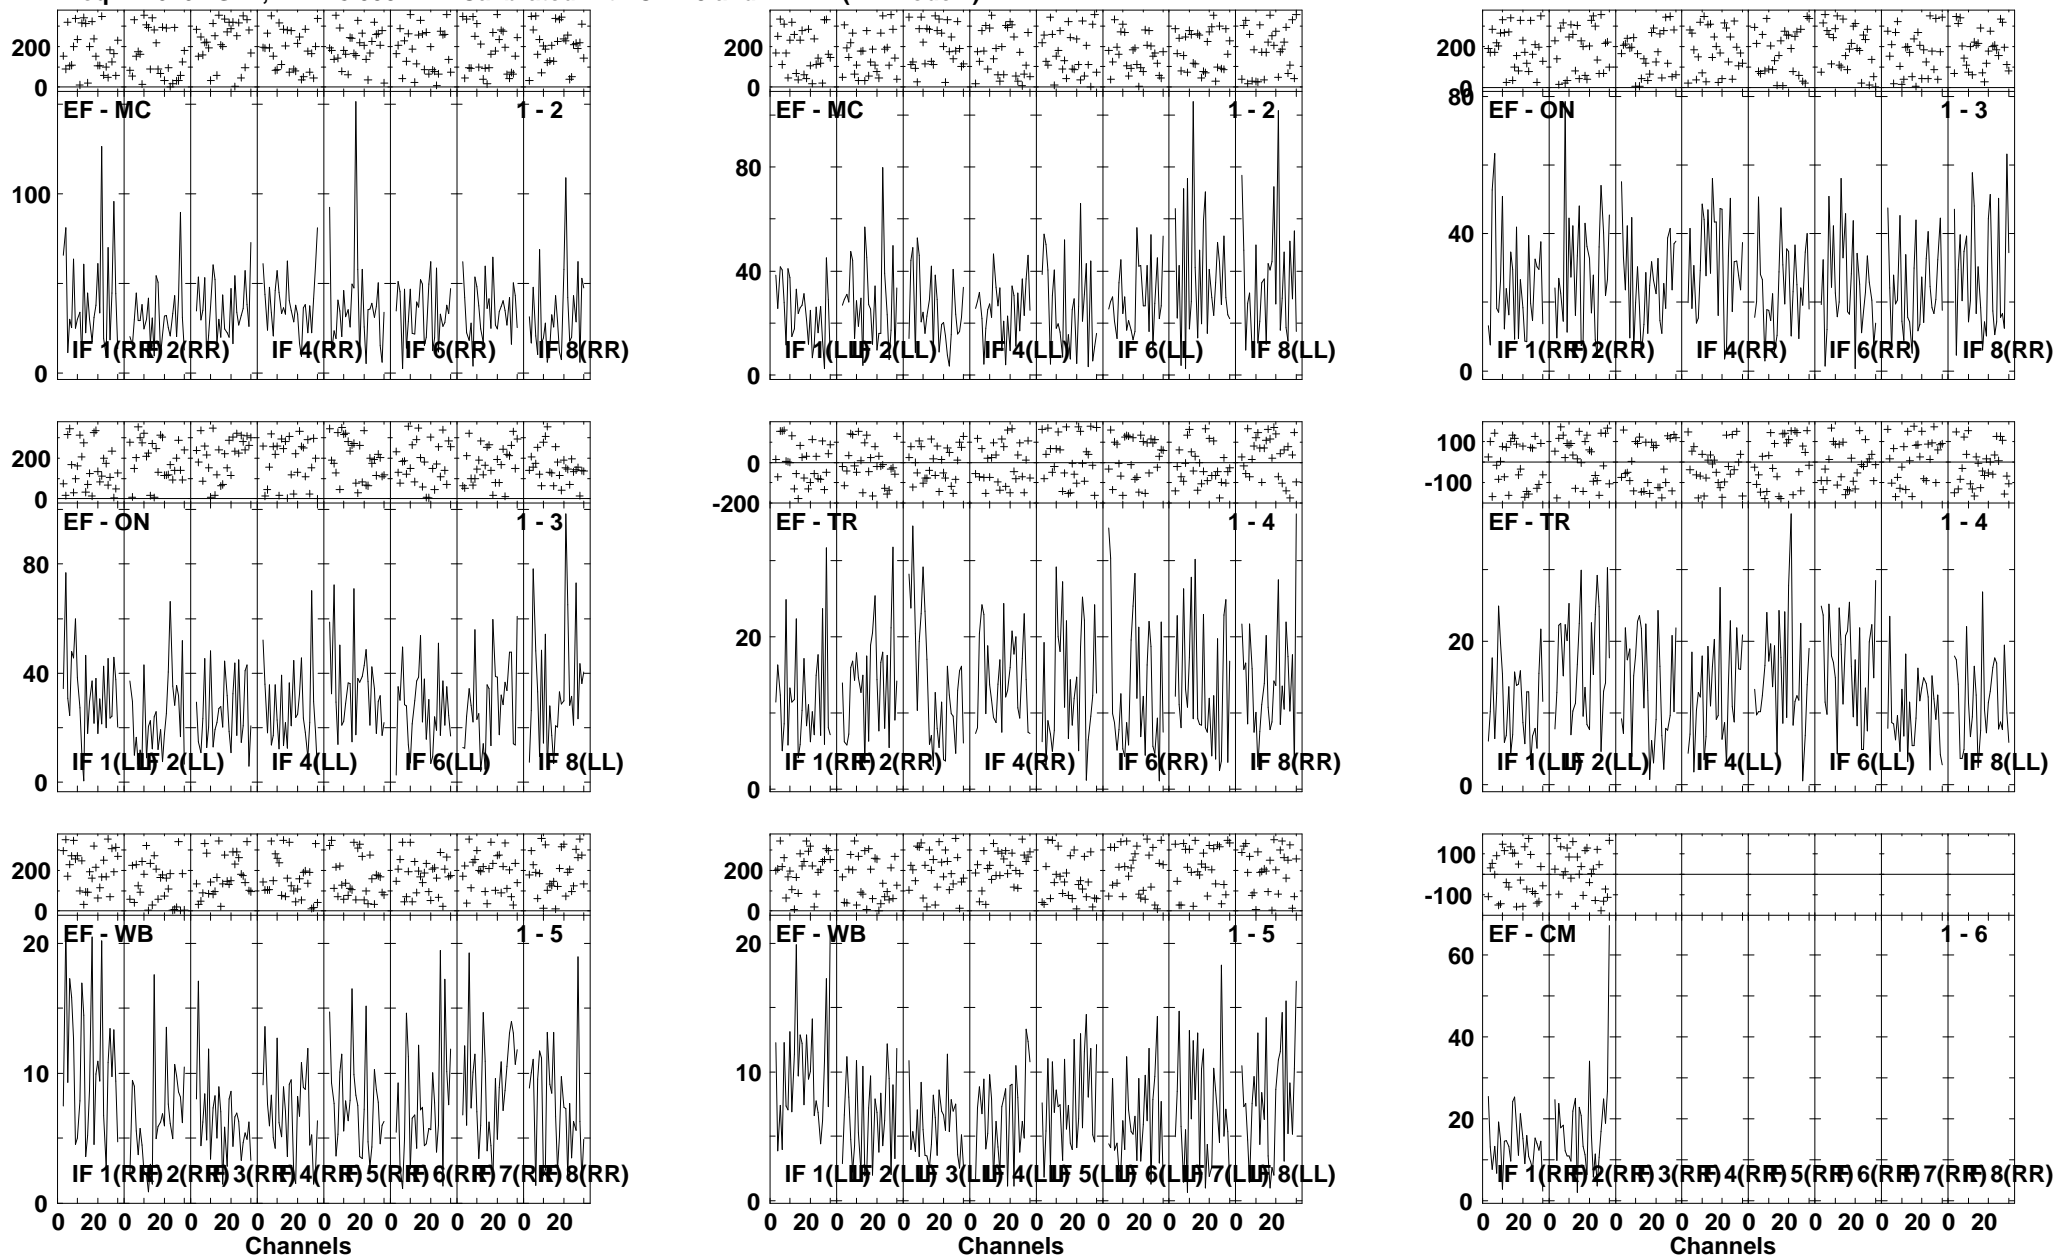 200
0
EF - MC 1 - 2
100
0
IF 1(RR) IF 2(RR) IF 4(RR) IF 6(RR) IF 8(RR)
200
0
EF - MC 1 - 2
80
40
0
IF 1(LL) IF 2(LL) IF 4(LL) IF 6(LL) IF 8(LL)
200
0
80
EF - ON 1 - 3
40
0
IF 1(RR) IF 2(RR) IF 4(RR) IF 6(RR) IF 8(RR)
200
0
EF - ON 1 - 3
80
40
0
IF 1(LL) IF 2(LL) IF 4(LL) IF 6(LL) IF 8(LL)
0
-200
EF - TR 1 - 4
20
0
IF 1(RR) IF 2(RR) IF 4(RR) IF 6(RR) IF 8(RR)
100
-100
EF - TR 1 - 4
20
0
IF 1(LL) IF 2(LL) IF 4(LL) IF 6(LL) IF 8(LL)
200
0
EF - WB 1 - 5
20
10
0
IF 1(RR) IF 2(RR) IF 3(RR) IF 4(RR) IF 5(RR) IF 6(RR) IF 7(RR) IF 8(RR)
0 20 0 20 0 20 0 20 0 20 0 20 0 20 0 20
Channels
200
0
EF - WB 1 - 5
20
10
0
IF 1(LL) IF 2(LL) IF 3(LL) IF 4(LL) IF 5(LL) IF 6(LL) IF 7(LL) IF 8(LL)
0 20 0 20 0 20 0 20 0 20 0 20 0 20 0 20
Channels
100
-100
EF - CM 1 - 6
60
40
20
0
IF 1(RR) IF 2(RR) IF 3(RR) IF 4(RR) IF 5(RR) IF 6(RR) IF 7(RR) IF 8(RR)
0 20 0 20 0 20 0 20 0 20 0 20 0 20 0 20
Channels